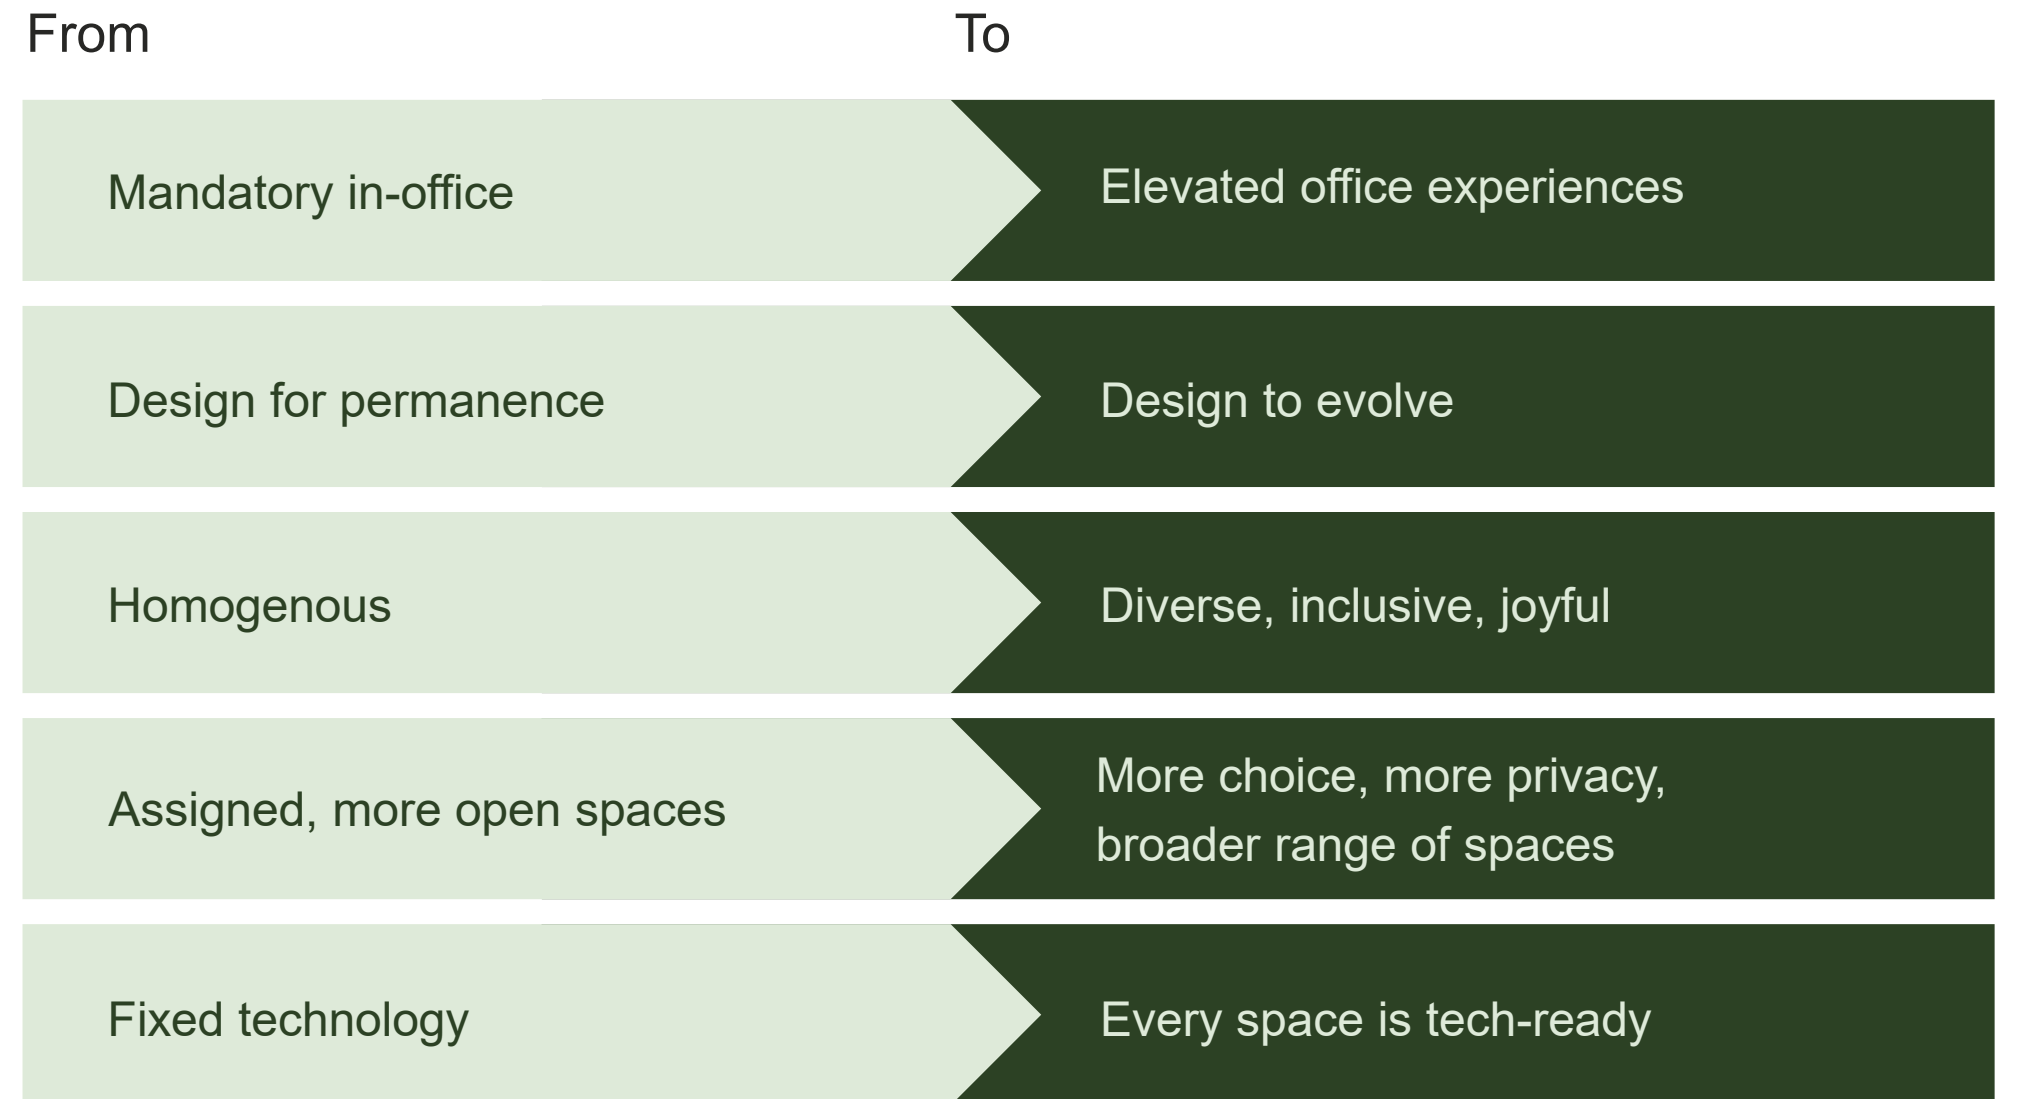 From
To
Mandatory in-office
Elevated office experiences
Design for permanence
Design to evolve
Homogenous
Diverse, inclusive, joyful
Assigned, more open spaces
More choice, more privacy,
broader range of spaces
Fixed technology
Every space is tech-ready